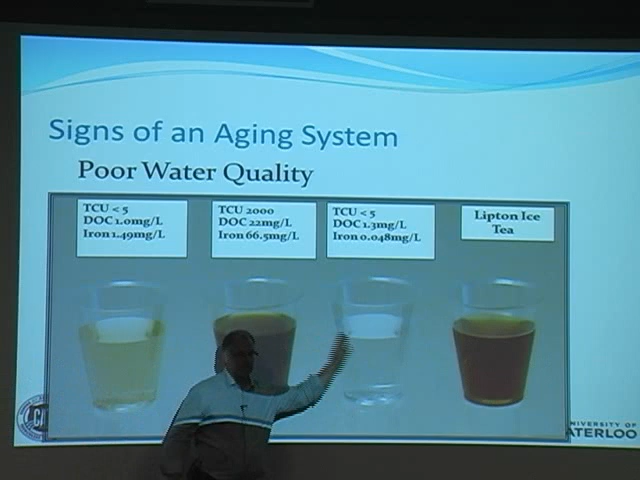 Signs of an Aging System
Poor Water Quality
TCU < 5
DOC 1.0mg/L
Iron 1.49mg/L
TCU 2000
DOC 22mg/L
Iron 66.5mg/L
TCU < 5
DOC 1.3mg/L
Iron 0.048mg/L
Lipton Ice
Tea